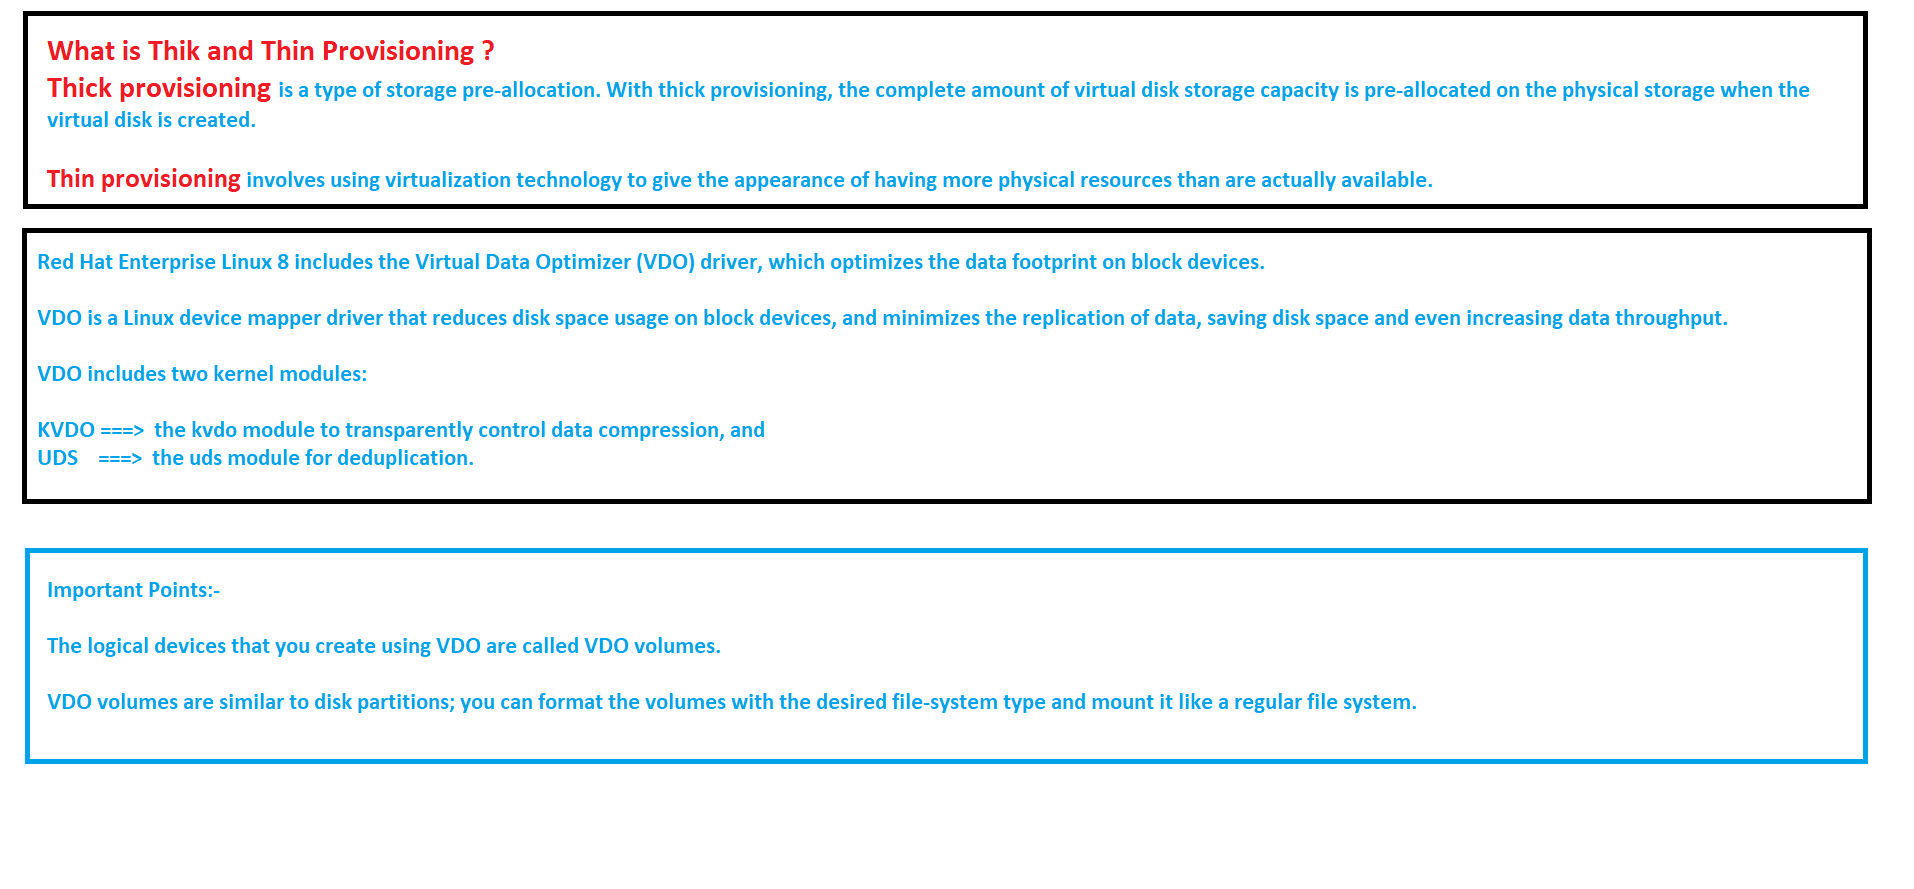 What is Thik and Thin Provisioning ?
Thick provisioning is a type of storage pre-allocation. With thick provisioning, the complete amount of virtual disk storage capacity is pre-allocated on the physical storage when the
virtual disk is created.
Thin provisioning involves using virtualization technology to give the appearance of having more physical resources than are actually available.
Red Hat Enterprise Linux 8 includes the Virtual Data Optimizer (VDO) driver, which optimizes the data footprint on block devices.
VDO is a Linux device mapper driver that reduces disk space usage on block devices, and minimizes the replication of data, saving disk space and even increasing data throughput.
VDO includes two kernel modules:
KVDO ===> the kvdo module to transparently control data compression, and
UDS ===> the uds module for deduplication.
Important Points:-
The logical devices that you create using VDO are called VDO volumes.
VDO volumes are similar to disk partitions; you can format the volumes with the desired file-system type and mount it like a regular file system.